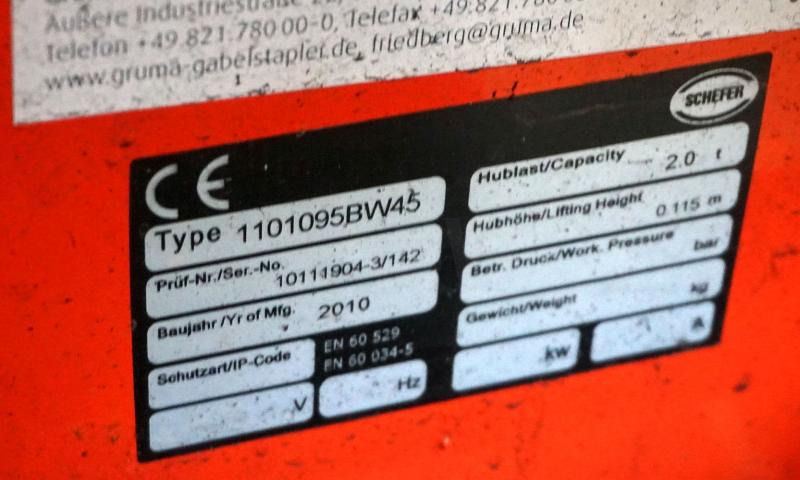 Äußere Industriestraße
Telefon +49.821.780 00-0, Telefax +49.821.780
www.gruma-gabelstapler.de, friedberg@gruma.de
SCHEFER
CE
Type 1101095BW45
Prüf-Nr./Ser.-No. 10111904-3/142
Baujahr /Yr of Mfg. 2010
Schutzart/IP-Code
EN 60 529
EN 60 034-5
V
Hz
Hublast/Capacity 2.0 t
Hubhöhe/Lifting Height 0.115 m
Betr. Druck/Work. Pressure bar
Gewicht/Weight kg
kW
A